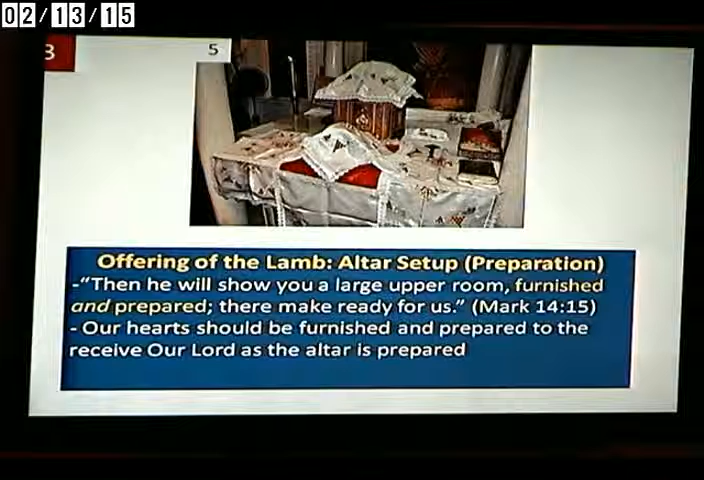 02/13/15
3
5
Offering of the Lamb: Altar Setup (Preparation)
-“Then he will show you a large upper room, furnished
and prepared; there make ready for us.” (Mark 14:15)
- Our hearts should be furnished and prepared to the
receive Our Lord as the altar is prepared